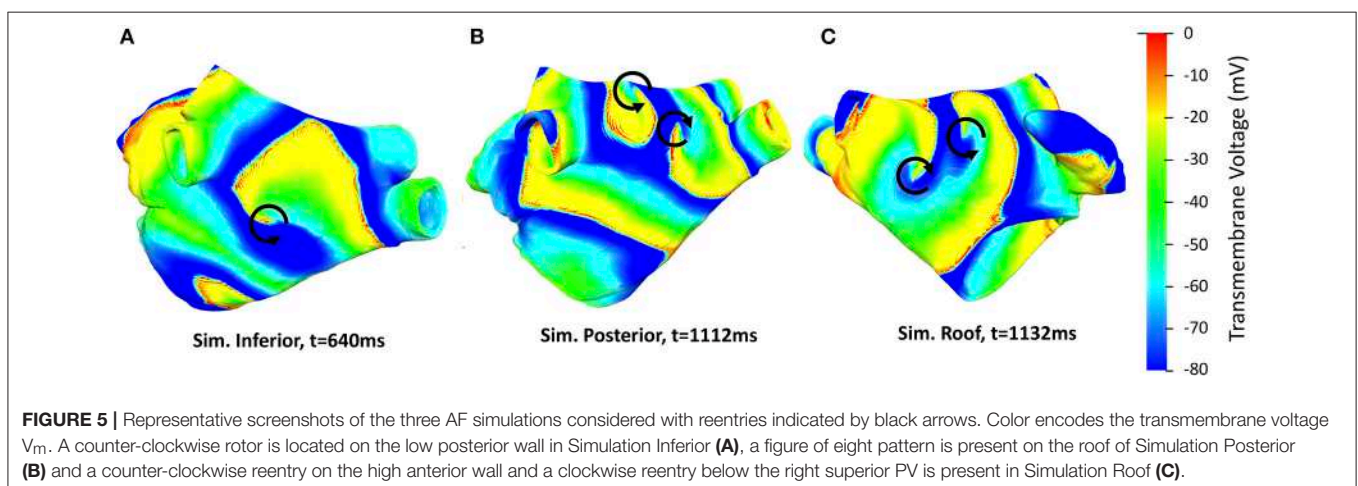 A
B
C
Sim. Inferior, t=640ms
Sim. Posterior, t=1112ms
Sim. Roof, t=1132ms
0
-10
-20
-30
-40
-50
-60
-70
-80
Transmembrane Voltage (mV)
FIGURE 5 | Representative screenshots of the three AF simulations considered with reentries indicated by black arrows. Color encodes the transmembrane voltage
Vm. A counter-clockwise rotor is located on the low posterior wall in Simulation Inferior (A), a figure of eight pattern is present on the roof of Simulation Posterior
(B) and a counter-clockwise reentry on the high anterior wall and a clockwise reentry below the right superior PV is present in Simulation Roof (C).